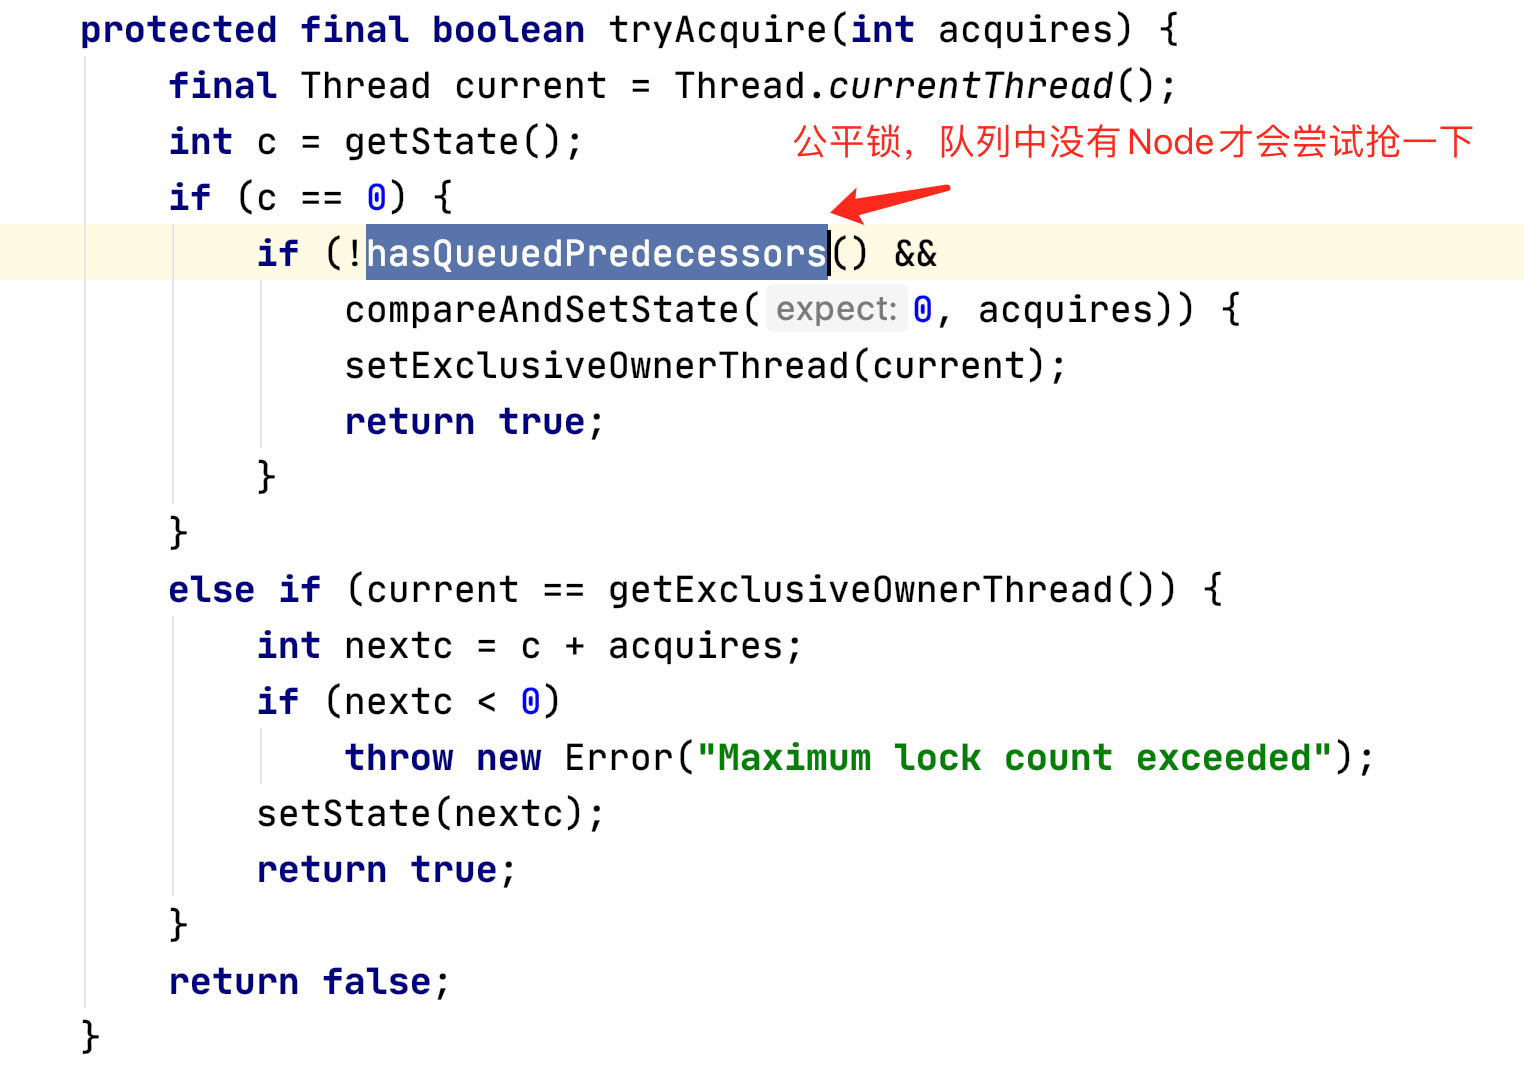 protected final boolean tryAcquire(int acquires) {
final Thread current = Thread.currentThread();
int c = getState();
公平锁，队列中没有Node才会尝试抢一下
if (c == 0) {
if (!hasQueuedPredecessors() &&
compareAndSetState( expect: 0, acquires)) {
setExclusiveOwnerThread(current);
return true;
}
}
else if (current == getExclusiveOwnerThread()) {
int nextc = c + acquires;
if (nextc < 0)
throw new Error("Maximum lock count exceeded");
setState(nextc);
return true;
}
return false;
}